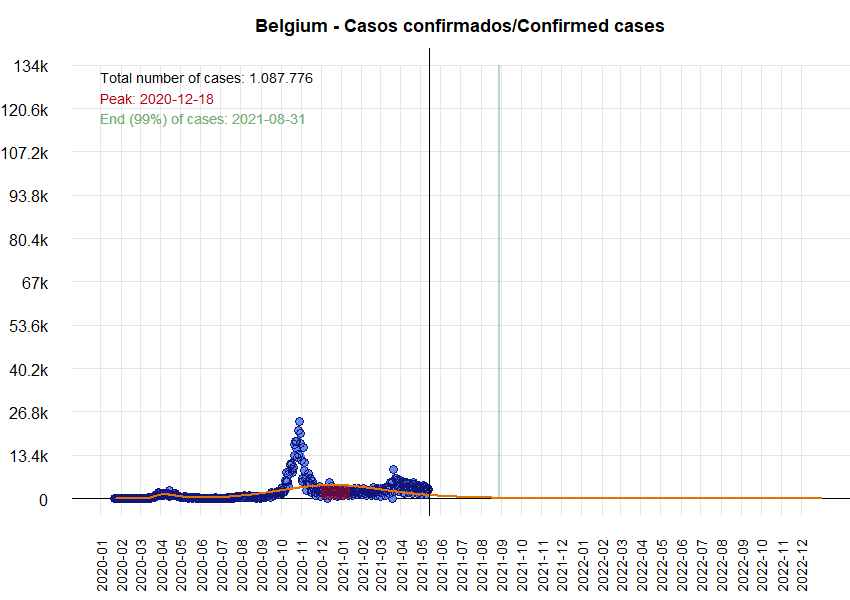 Belgium - Casos confirmados/Confirmed cases
134k
120.6k
107.2k
93.8k
80.4k
67k
53.6k
40.2k
26.8k
13.4k
0
Total number of cases: 1.087.776
Peak: 2020-12-18
End (99%) of cases: 2021-08-31
2020-01
2020-02
2020-03
2020-04
2020-05
2020-06
2020-07
2020-08
2020-09
2020-10
2020-11
2020-12
2021-01
2021-03
2021-04
2021-05
2021-06
2021-07
2021-08
2021-09
2021-10
2021-11
2021-12
2022-01
2022-02
2022-03
2022-04
2022-05
2022-06
2022-07
2022-08
2022-09
2022-10
2022-11
2022-12